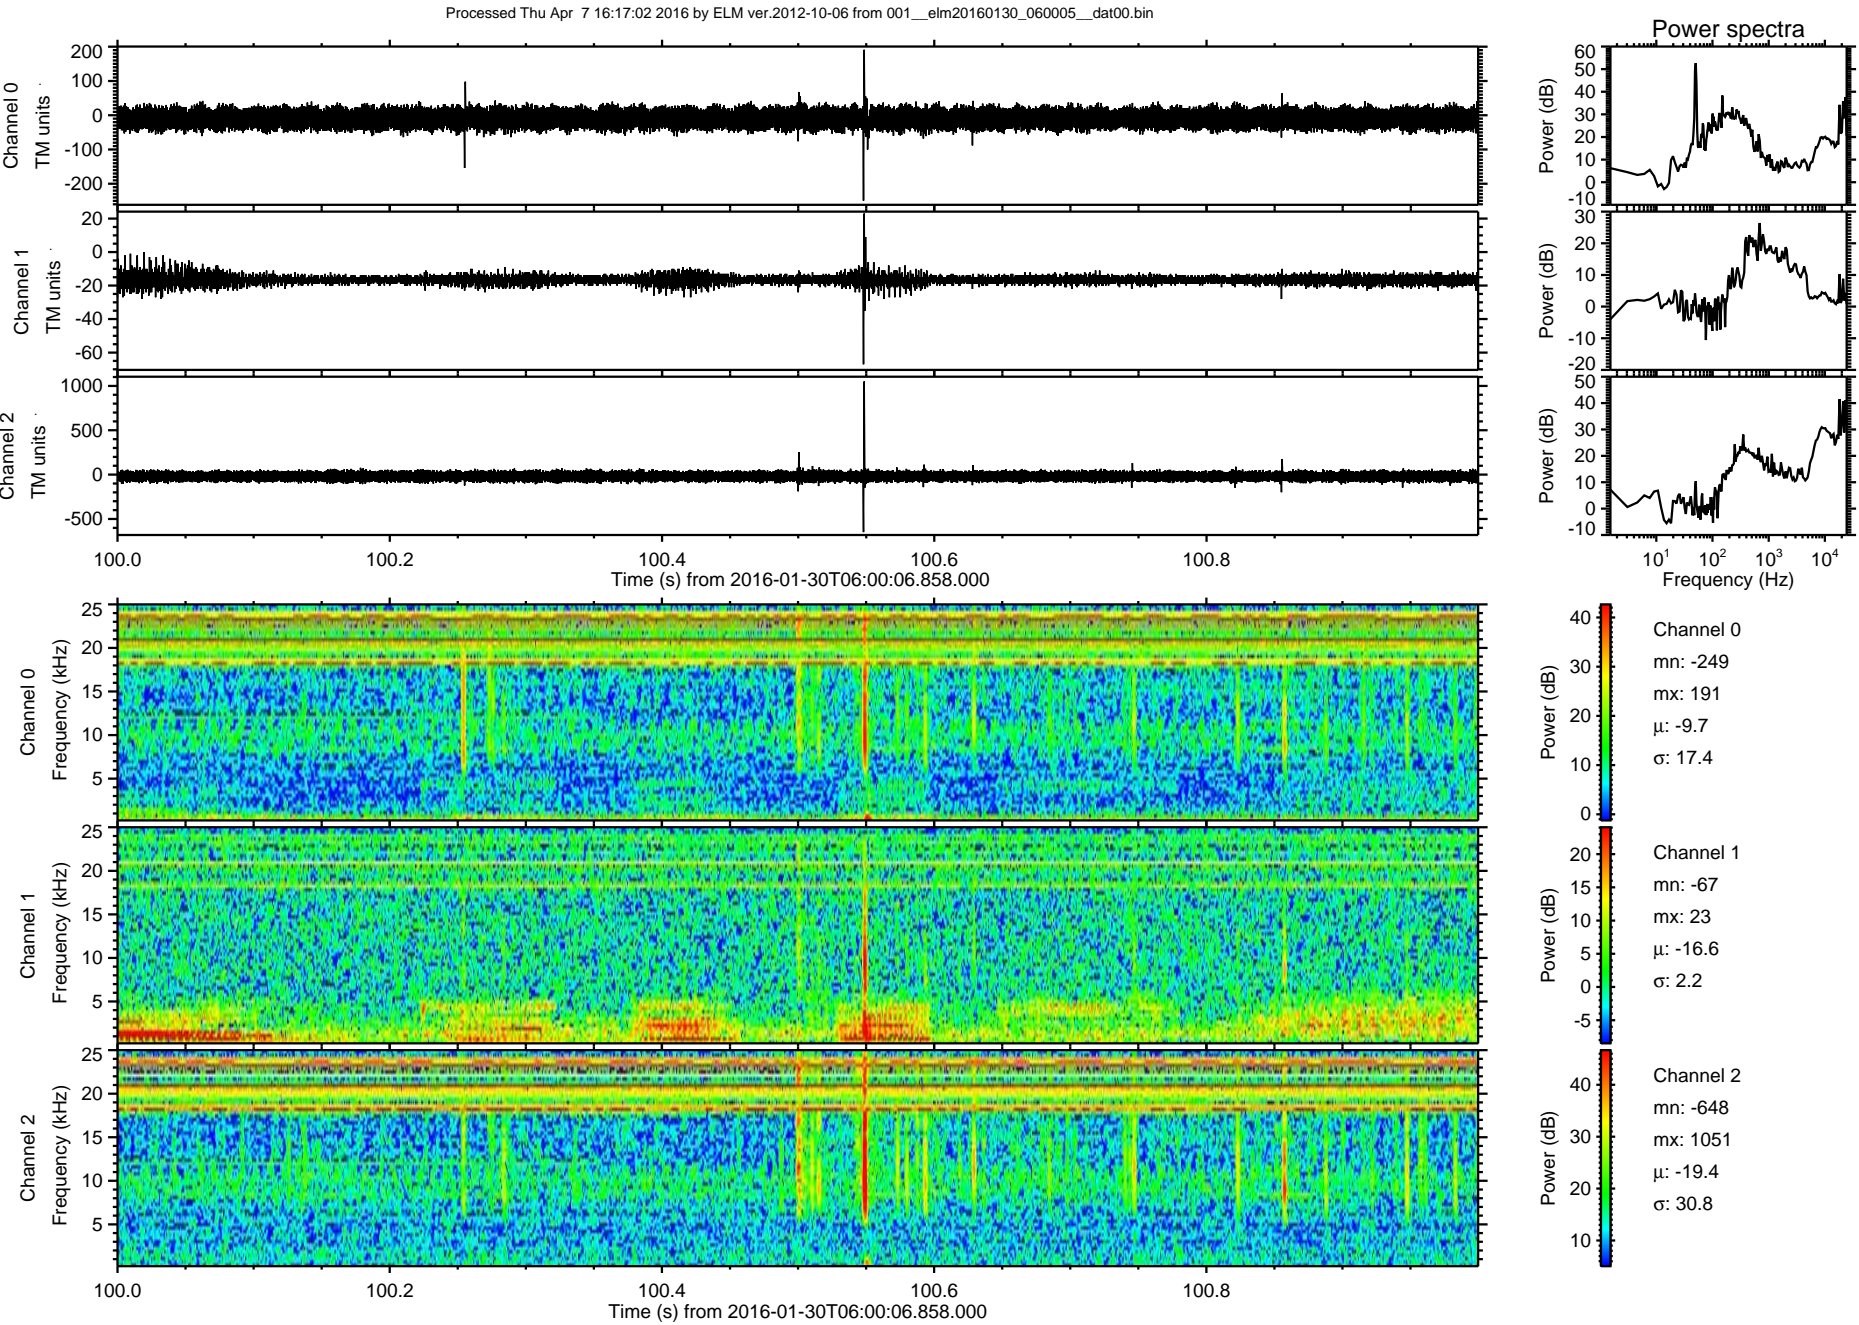 Processed Thu Apr  7 16:17:02 2016 by ELM ver.2012-10-06 from 001__elm20160130_060005__dat00.bin
Power spectra
Channel 0
TM units
200
100
0
-100
-200
Power (dB)
60
50
40
30
20
10
0
-10
Channel 1
TM units
20
0
-20
-40
-60
Power (dB)
30
20
10
0
-10
-20
Channel 2
TM units
1000
500
0
-500
Power (dB)
50
40
30
20
10
0
-10
100.0 100.2 100.4 100.6 100.8
Time (s) from 2016-01-30T06:00:06.858.000
10^1 10^2 10^3 10^4
Frequency (Hz)
Channel 0
Frequency (kHz)
25
20
15
10
5
Power (dB)
40
30
20
10
0
Channel 0
mn: -249
mx: 191
μ: -9.7
σ: 17.4
Channel 1
Frequency (kHz)
25
20
15
10
5
Power (dB)
20
15
10
5
0
-5
Channel 1
mn: -67
mx: 23
μ: -16.6
σ: 2.2
Channel 2
Frequency (kHz)
25
20
15
10
5
Power (dB)
40
30
20
10
Channel 2
mn: -648
mx: 1051
μ: -19.4
σ: 30.8
100.0 100.2 100.4 100.6 100.8
Time (s) from 2016-01-30T06:00:06.858.000